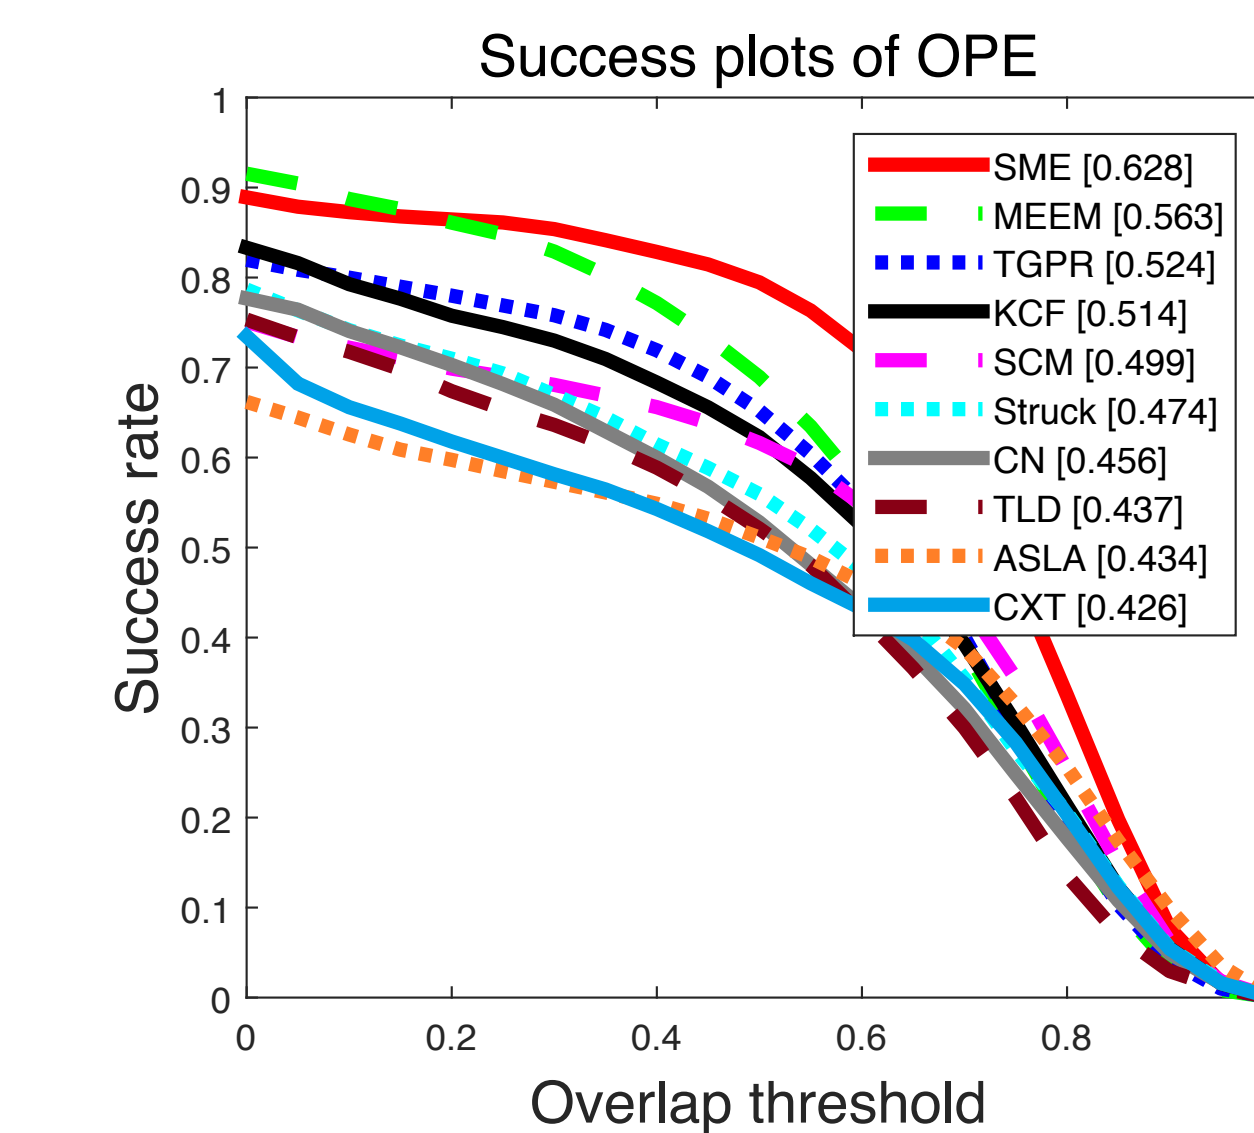 Success plots of OPE
1
0.9
0.8
0.7
0.6
0.5
0.4
0.3
0.2
0.1
0
Success rate
SME [0.628]
MEEM [0.563]
TGPR [0.524]
KCF [0.514]
SCM [0.499]
Struck [0.474]
CN [0.456]
TLD [0.437]
ASLA [0.434]
CXT [0.426]
0 0.2 0.4 0.6 0.8
Overlap threshold